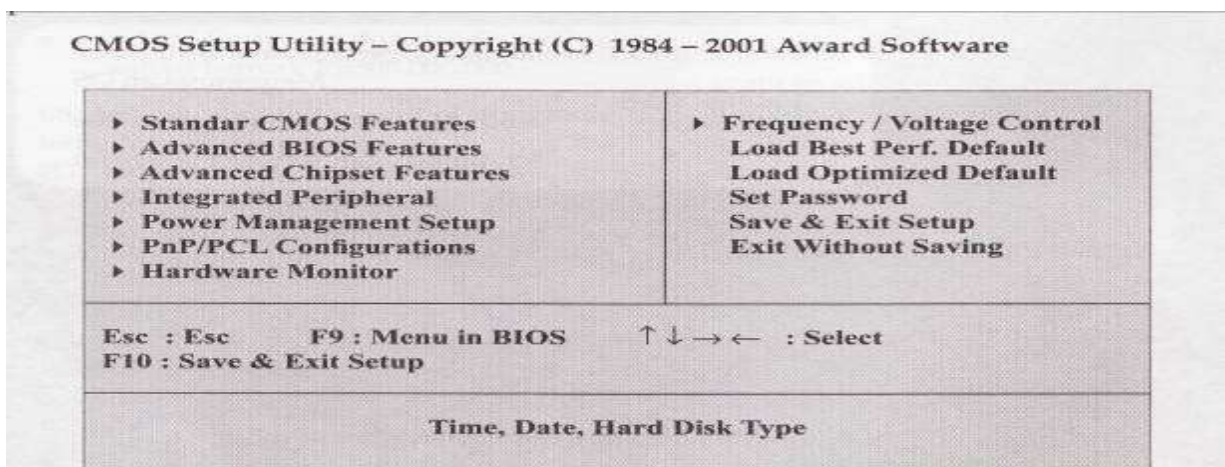 CMOS Setup Utility – Copyright (C) 1984 – 2001 Award Software
▸ Standar CMOS Features
▸ Advanced BIOS Features
▸ Advanced Chipset Features
▸ Integrated Peripheral
▸ Power Management Setup
▸ PnP/PCL Configurations
▸ Hardware Monitor
▸ Frequency / Voltage Control
Load Best Perf. Default
Load Optimized Default
Set Password
Save & Exit Setup
Exit Without Saving
Esc : Esc F9 : Menu in BIOS ↑ ↓ → ← : Select
F10 : Save & Exit Setup
Time, Date, Hard Disk Type